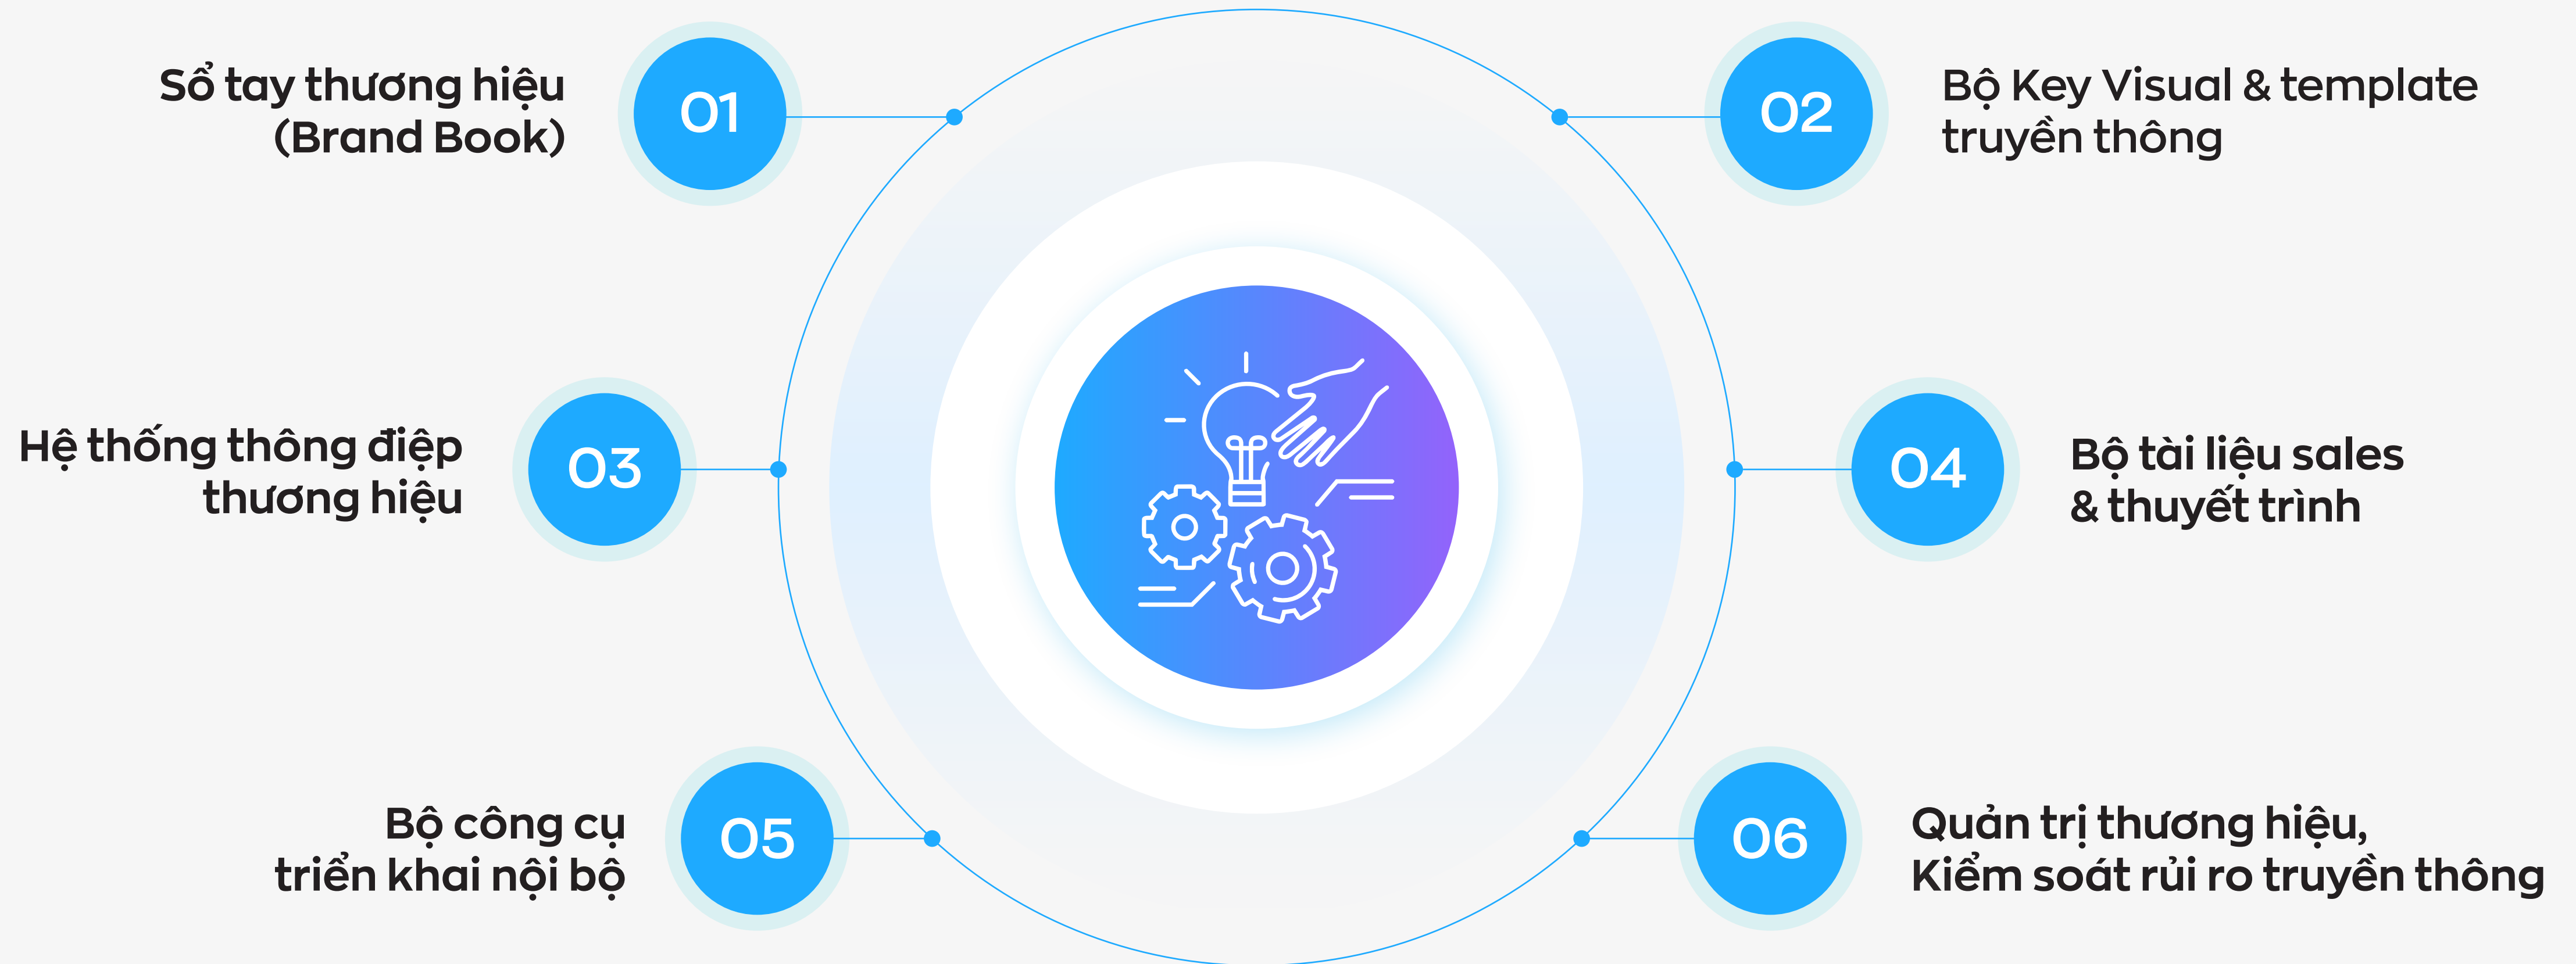 01
Sổ tay thương hiệu
(Brand Book)
02
Bộ Key Visual & template
truyền thông
03
Hệ thống thông điệp
thương hiệu
04
Bộ tài liệu sales
& thuyết trình
05
Bộ công cụ
triển khai nội bộ
06
Quản trị thương hiệu,
Kiểm soát rủi ro truyền thông